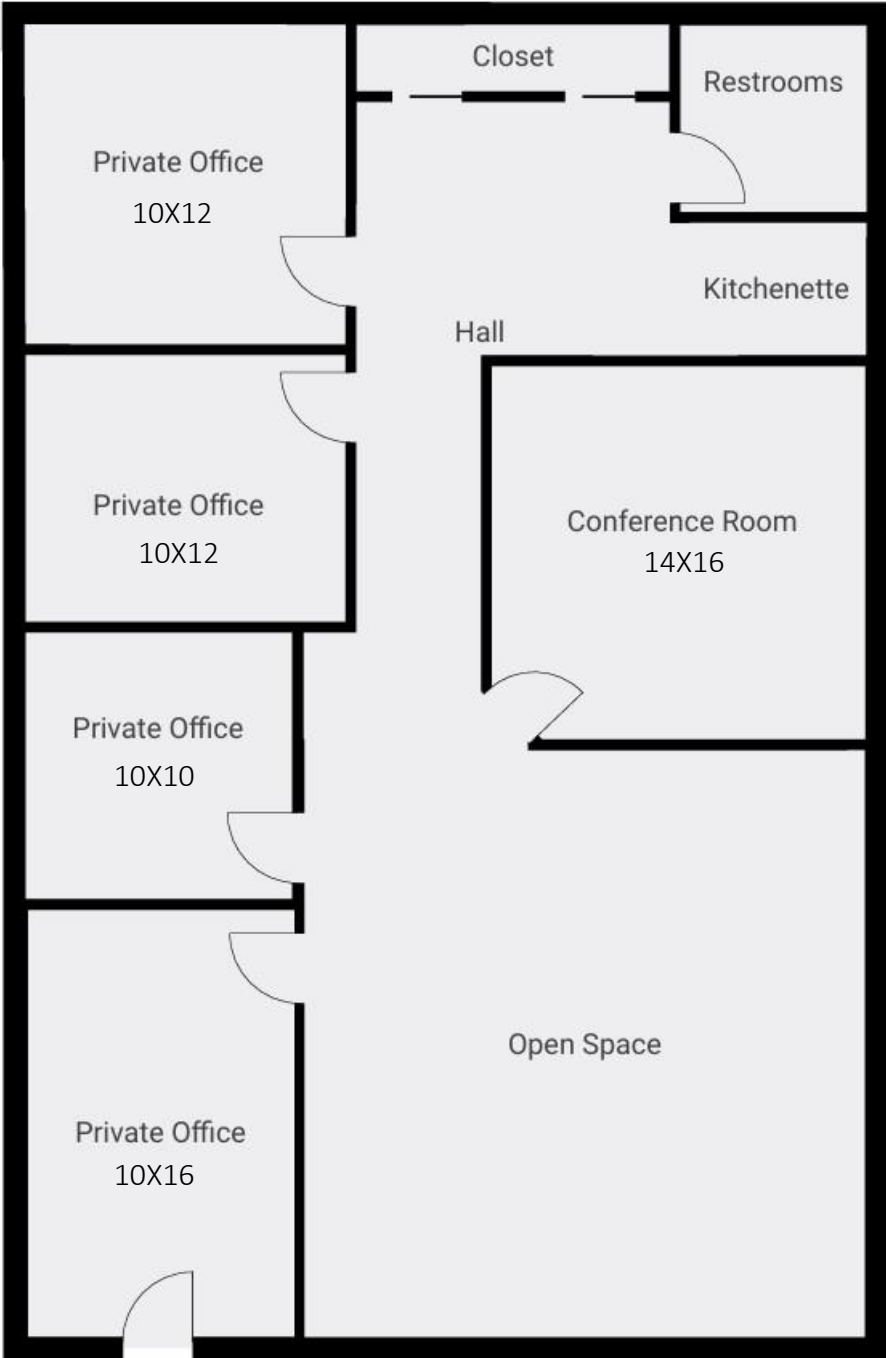 Closet
Restrooms
Private Office
10X12
Kitchenette
Hall
Private Office
10X12
Conference Room
14X16
Private Office
10X10
Open Space
Private Office
10X16